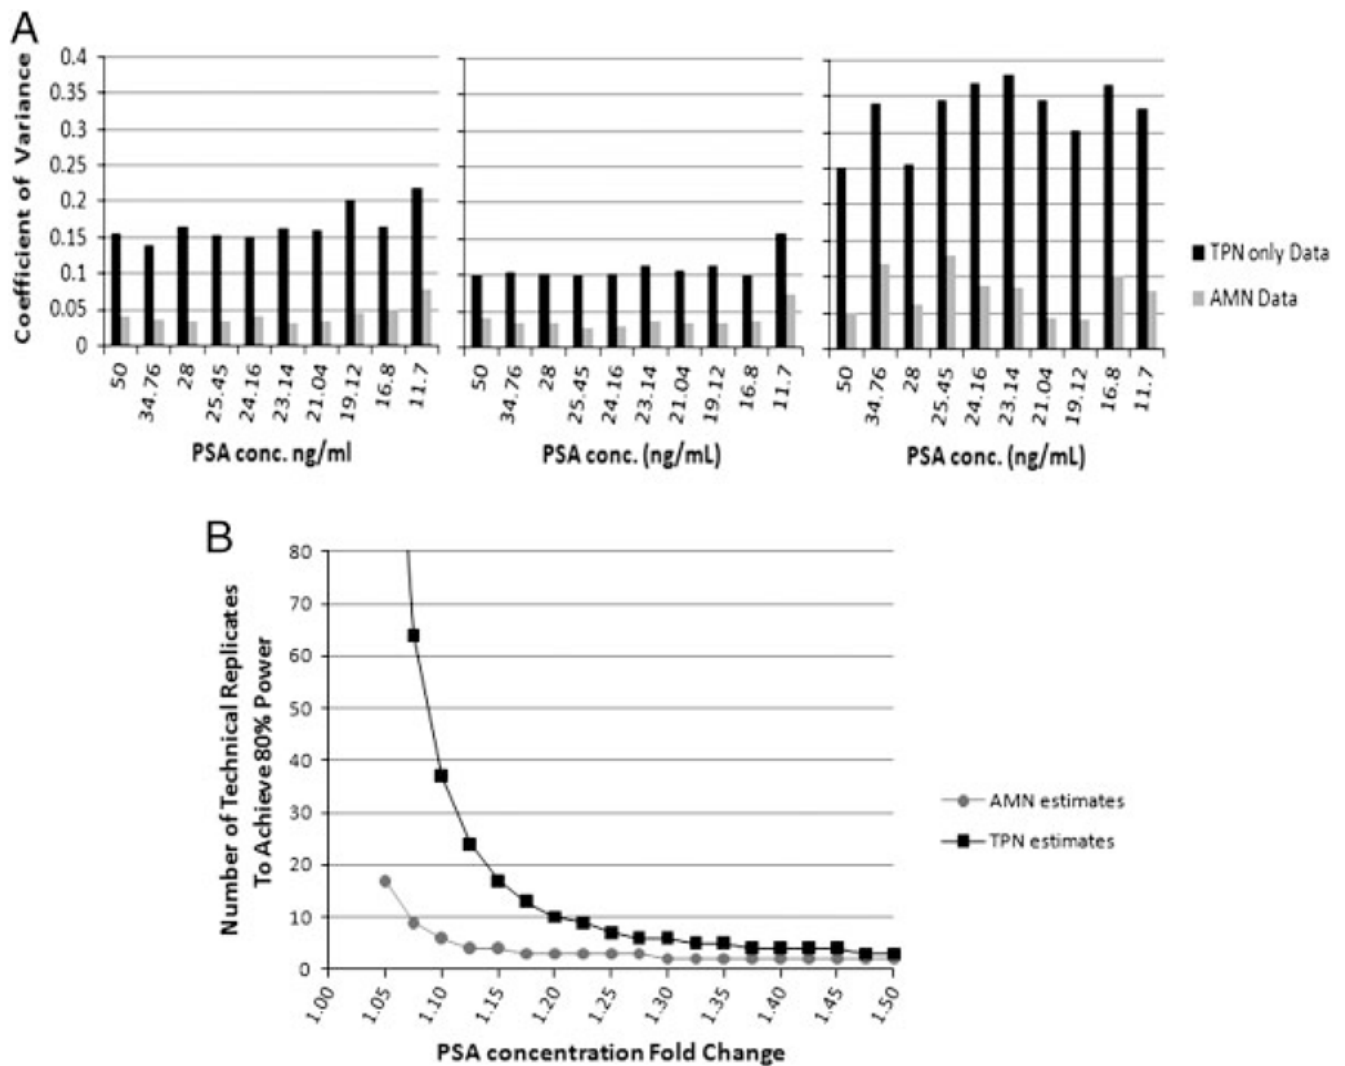 A
Coefficient of Variance
0.4
0.35
0.3
0.25
0.2
0.15
0.1
0.05
0
50 34.76 28 25.45 24.16 23.14 21.04 19.12 16.8 11.7
PSA conc. ng/ml
50 34.76 28 25.45 24.16 23.14 21.04 19.12 16.8 11.7
PSA conc. (ng/mL)
50 34.76 28 25.45 24.16 23.14 21.04 19.12 16.8 11.7
PSA conc. (ng/mL)
TPN only Data
AMN Data
B
Number of Technical Replicates
To Achieve 80% Power
80
70
60
50
40
30
20
10
0
1.00 1.05 1.10 1.15 1.20 1.25 1.30 1.35 1.40 1.45 1.50
PSA concentration Fold Change
AMN estimates
TPN estimates